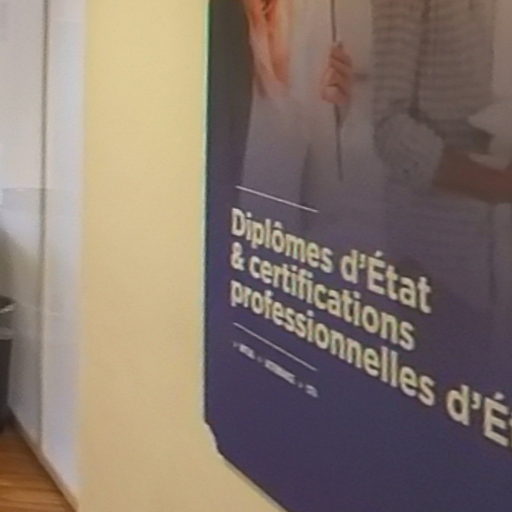 Diplômes d'État
& certifications
professionnelles d'É